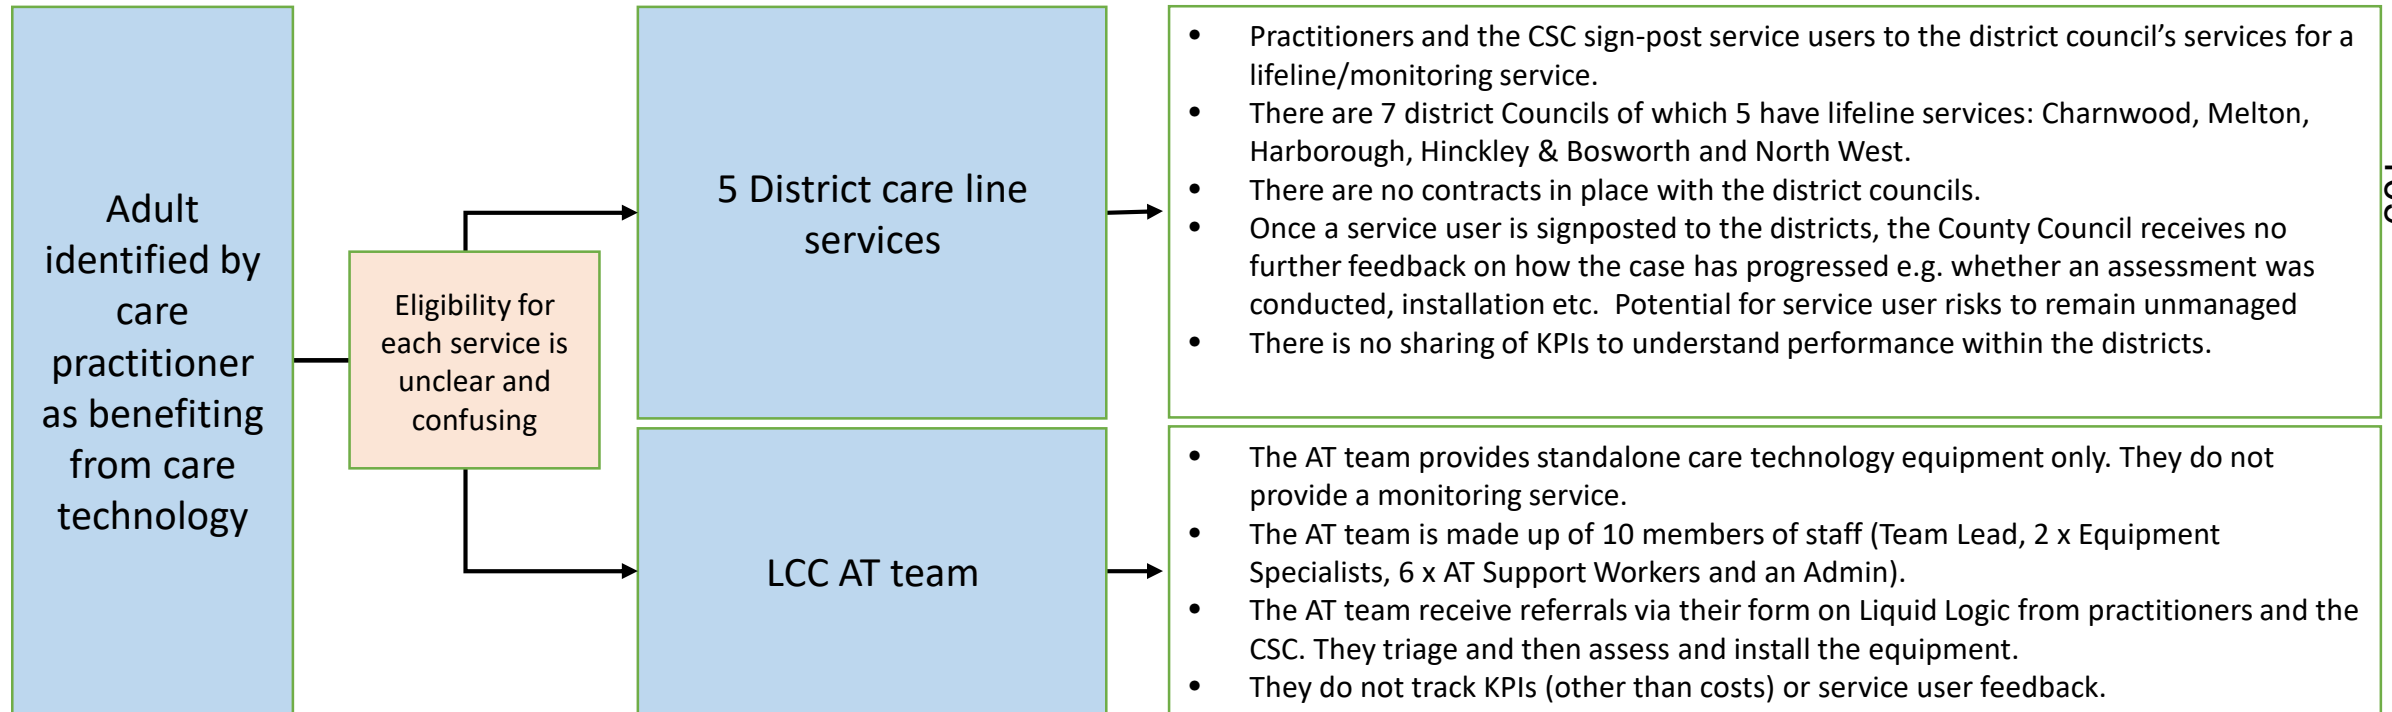 Adult
identified by
care
practitioner
as benefiting
from care
technology
Eligibility for
each service is
unclear and
confusing
5 District care line
services
• Practitioners and the CSC sign-post service users to the district council’s services for a
lifeline/monitoring service.
• There are 7 district Councils of which 5 have lifeline services: Charnwood, Melton,
Harborough, Hinckley & Bosworth and North West.
• There are no contracts in place with the district councils.
• Once a service user is signposted to the districts, the County Council receives no
further feedback on how the case has progressed e.g. whether an assessment was
conducted, installation etc.  Potential for service user risks to remain unmanaged
• There is no sharing of KPIs to understand performance within the districts.
LCC AT team
• The AT team provides standalone care technology equipment only. They do not
provide a monitoring service.
• The AT team is made up of 10 members of staff (Team Lead, 2 x Equipment
Specialists, 6 x AT Support Workers and an Admin).
• The AT team receive referrals via their form on Liquid Logic from practitioners and the
CSC. They triage and then assess and install the equipment.
• They do not track KPIs (other than costs) or service user feedback.